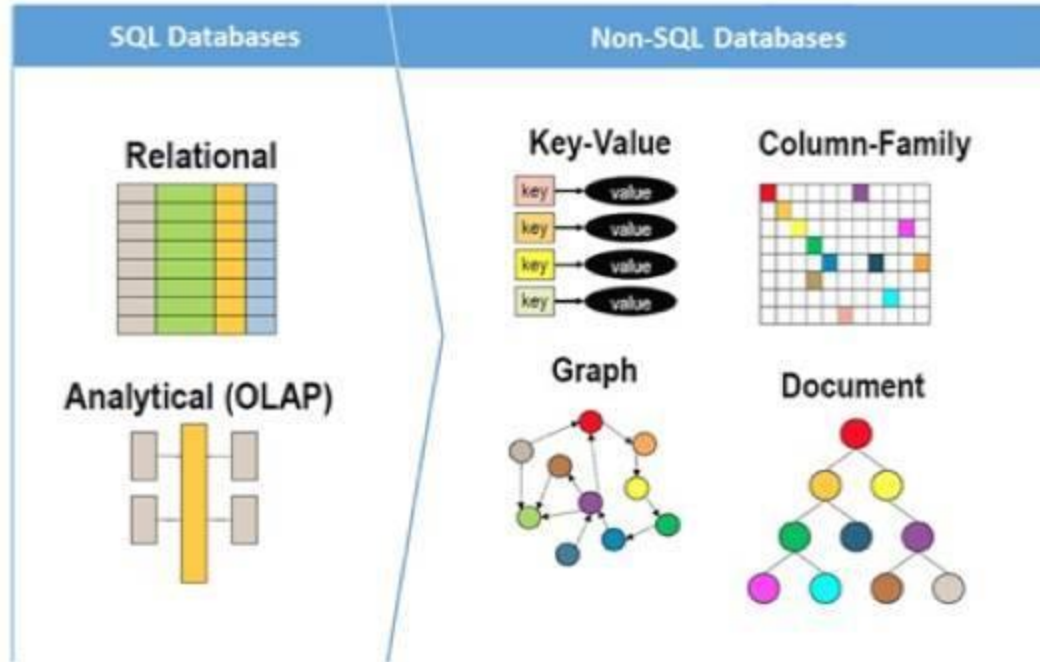 SQL Databases
Non-SQL Databases
Relational
Analytical (OLAP)
Key-Value
key value
key value
key value
key value
Column-Family
Graph
Document